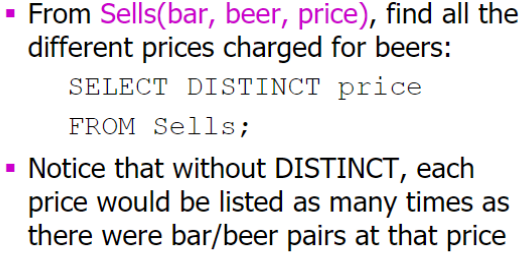 ▪ From Sells(bar, beer, price), find all the
different prices charged for beers:
SELECT DISTINCT price
FROM Sells;
▪ Notice that without DISTINCT, each
price would be listed as many times as
there were bar/beer pairs at that price